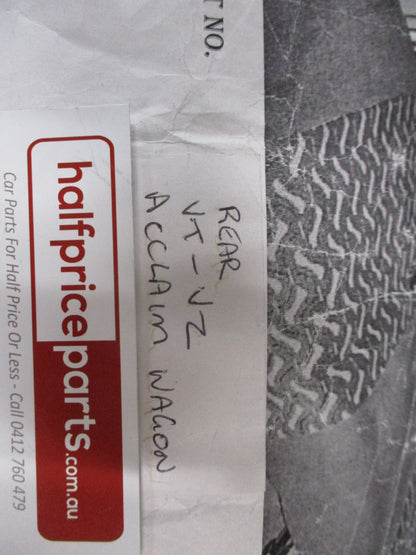 T NO.
REAR
VT-VZ
ACCLAIM WAGON
halfpriceparts.com.au
Car Parts For Half Price Or Less - Call 0412 760 479